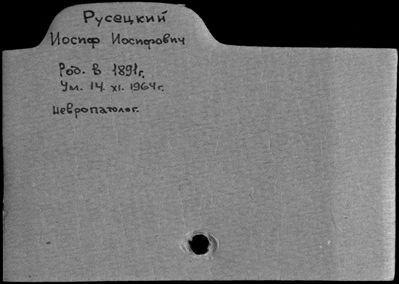 Русецкий
Иосиф Иосифович
Род. в 1891г.
Ум. 14. XI. 1964г.
Невропатолог.